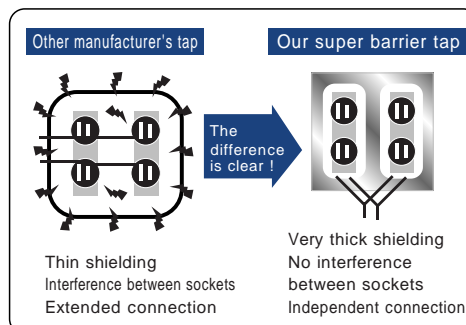 Other manufacturer's tap
Our super barrier tap
The
difference
is clear !
Thin shielding
Interference between sockets
Extended connection
Very thick shielding
No interference
between sockets
Independent connection